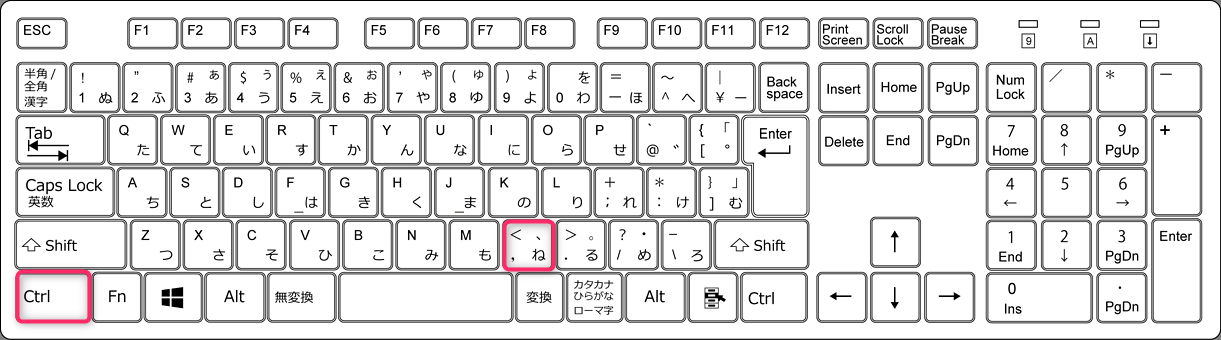 ESC F1 F2 F3 F4 F5 F6 F7 F8 F9 F10 F11 F12 Print Screen Scroll Lock Pause Break 9 A
半角/全角 漢字
! 1 ぬ
" 2 ふ
# ぁ 3 あ
$ ぅ 4 う
% ぇ 5 え
& ぉ 6 お
' ゃ 7 や
( ゅ 8 ゆ
) ょ 9 よ
を 0 わ
= ー ほ
～ ^ へ
| ¥ ー
Back space
Insert Home PgUp
Num Lock ／ * －
Tab
Q た
W て
E い
R す
T か
Y ん
U な
I に
O ら
P せ
` @ ゛
{ 「 [ °
Enter
Delete End PgDn
7 Home
8 ↑
9 PgUp
+
Caps Lock 英数
A ち
S と
D し
F _ は
G き
H く
J _ ま
K の
L り
+ ; れ
* : け
} 」 ] む
4 ←
5
6 →
⇧ Shift
Z つ
X さ
C そ
V ひ
B こ
N み
M も
< 、 , ね
> 。 . る
? ・ / め
_ \ ろ
⇧ Shift
↑
1 End
2 ↓
3 PgDn
Enter
Ctrl Fn Alt 無変換 変換
カタカナ
ひらがな
ローマ字
Alt Ctrl
← ↓ →
0 Ins
. PgDn